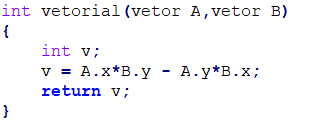 int vetorial(vetor A,vetor B)
{
    int v;
    v = A.x*B.y - A.y*B.x;
    return v;
}